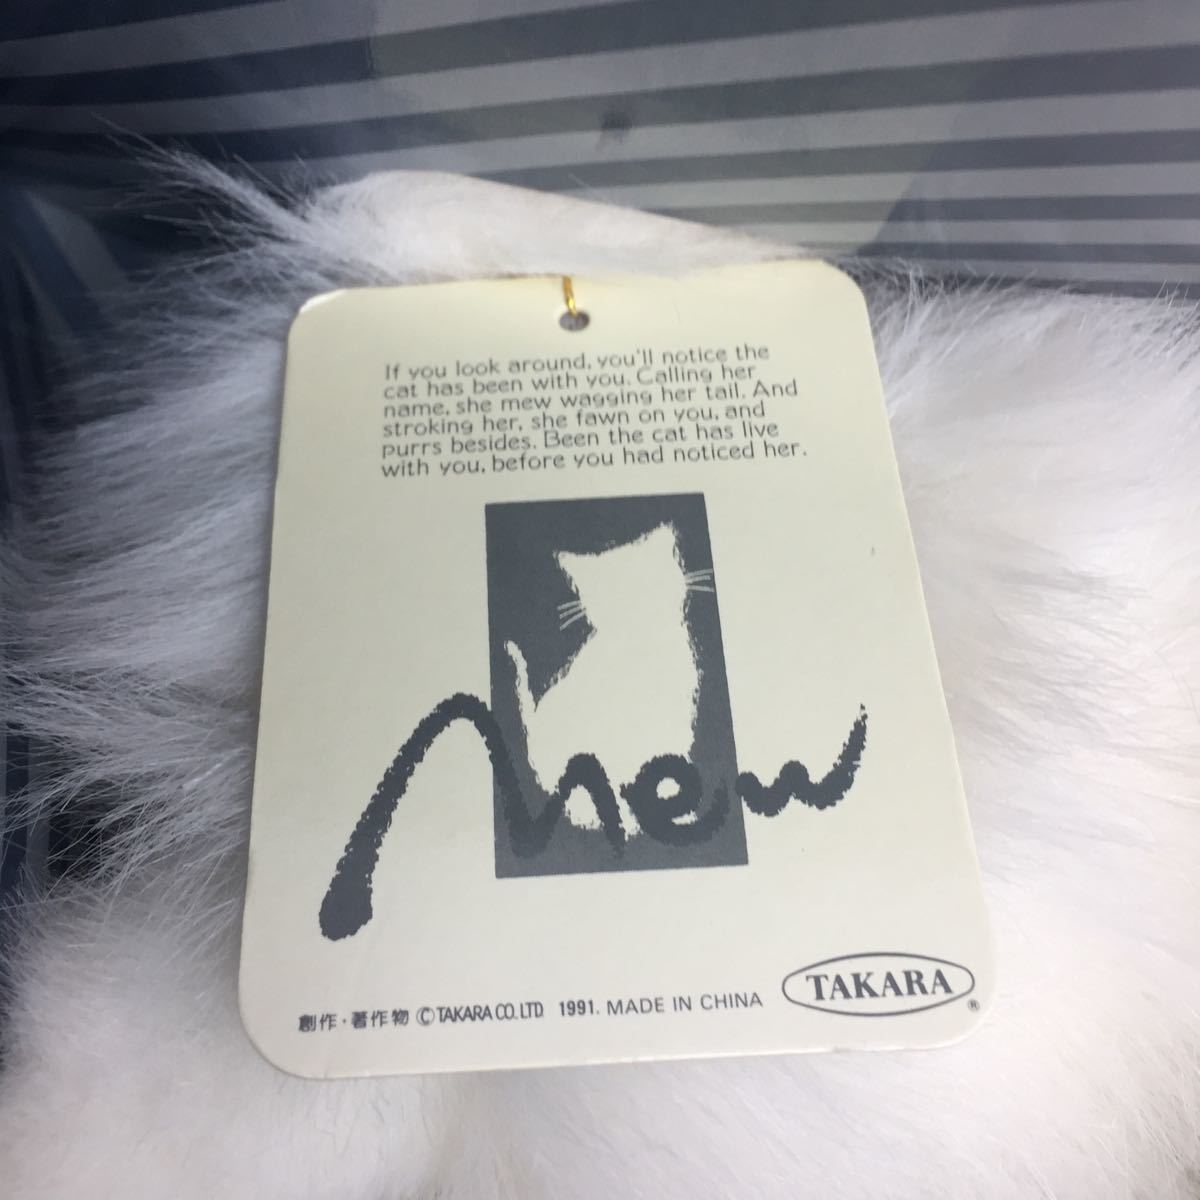 If you look around, you'll notice the
cat has been with you. Calling her
name, she mew wagging her tail. And
stroking her, she fawn on you, and
purrs besides. Been the cat has live
with you, before you had noticed her.
Mew
TAKARA
®
創作・著作物 ©TAKARA CO.LTD 1991. MADE IN CHINA